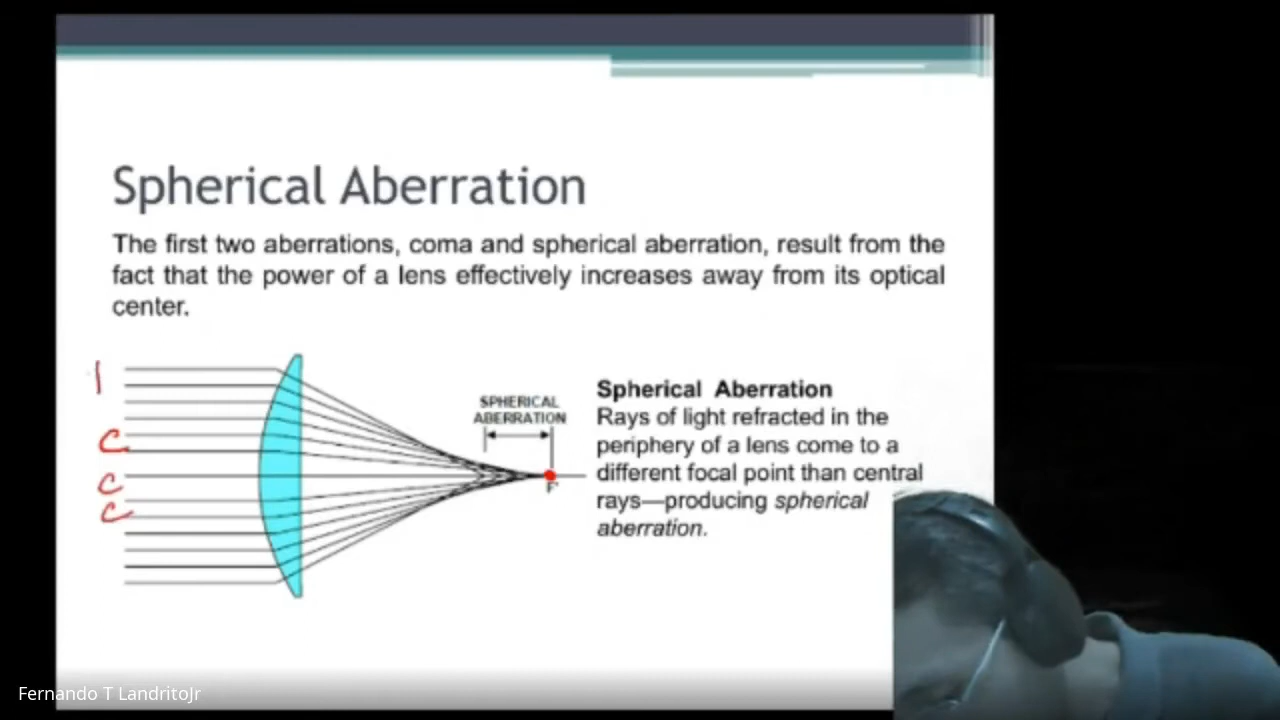 Spherical Aberration
The first two aberrations, coma and spherical aberration, result from the
fact that the power of a lens effectively increases away from its optical
center.
SPHERICAL
ABERRATION
F'
Spherical Aberration
Rays of light refracted in the
periphery of a lens come to a
different focal point than central
rays—producing spherical
aberration.
C
C
C
Fernando T LandritoJr